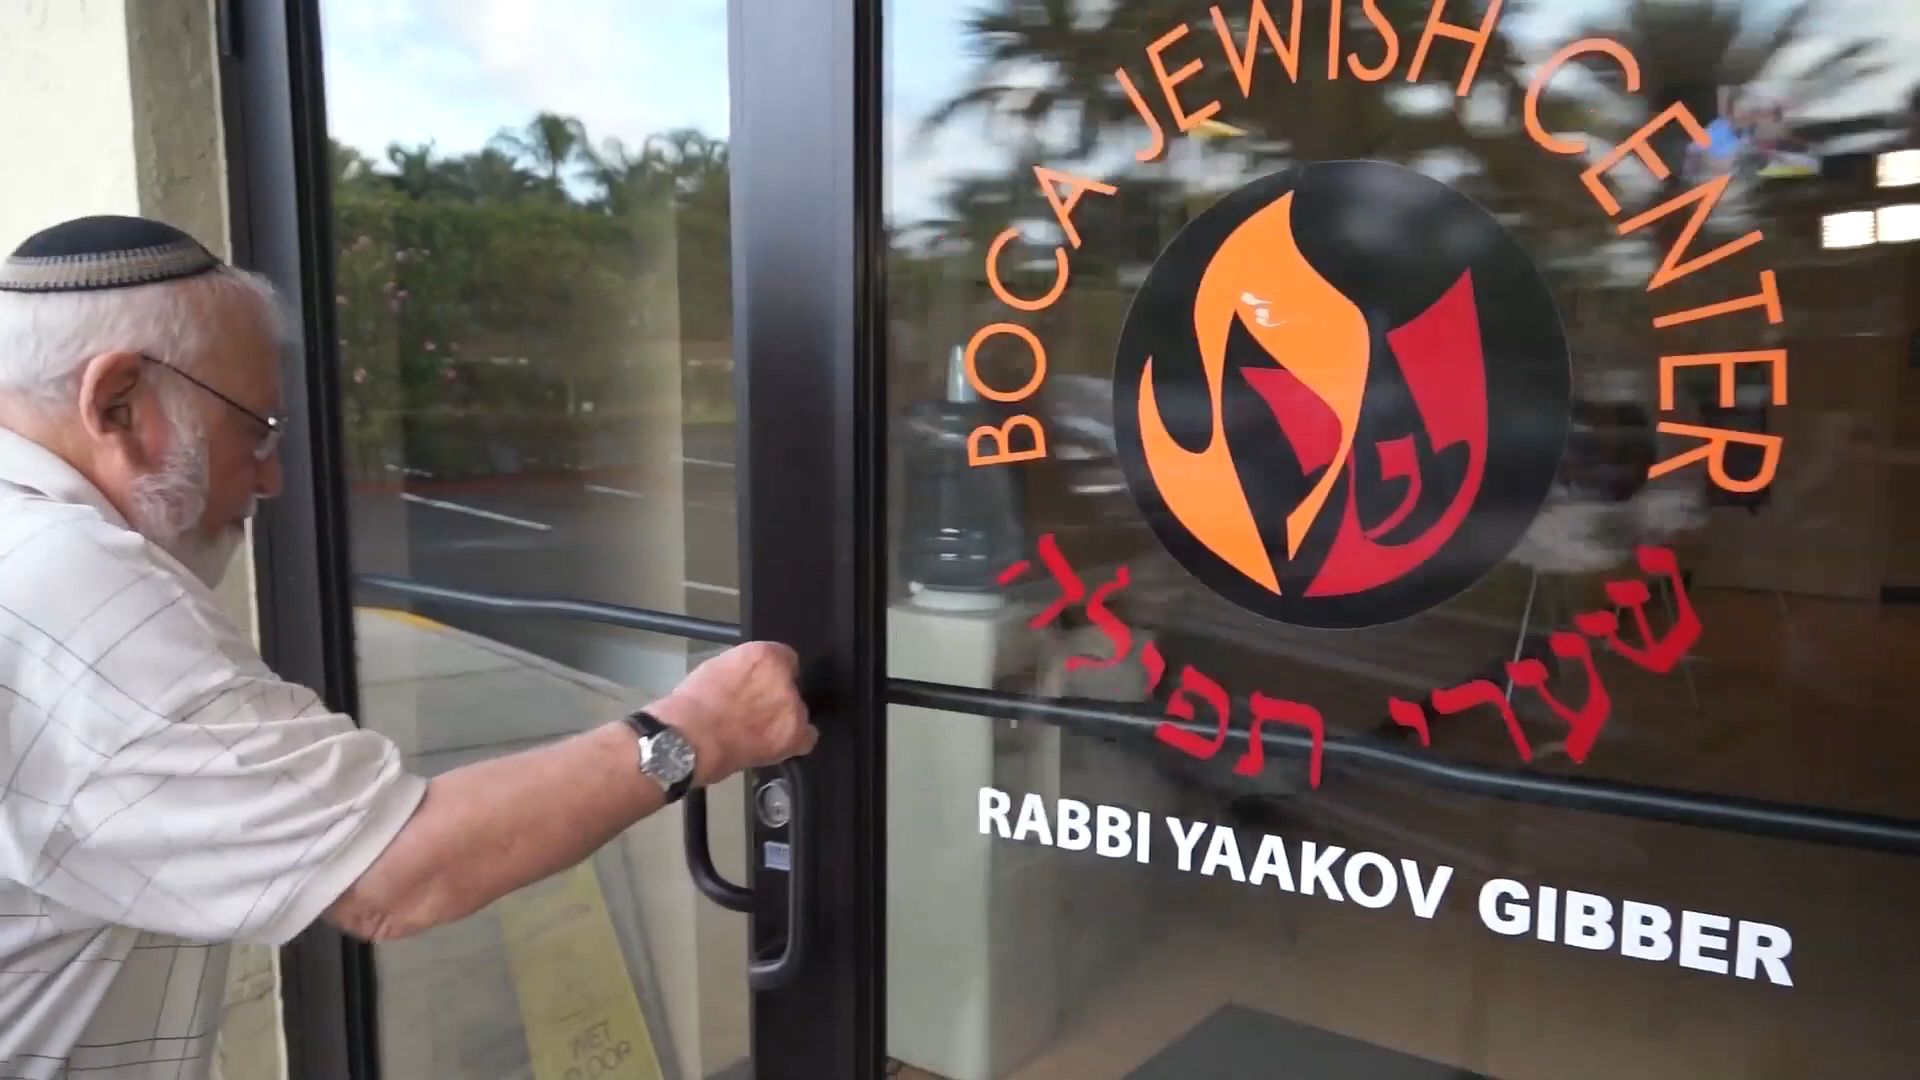 BOCA JEWISH CENTER
שערי תפילה
RABBI YAAKOV GIBBER
WET
FLOOR